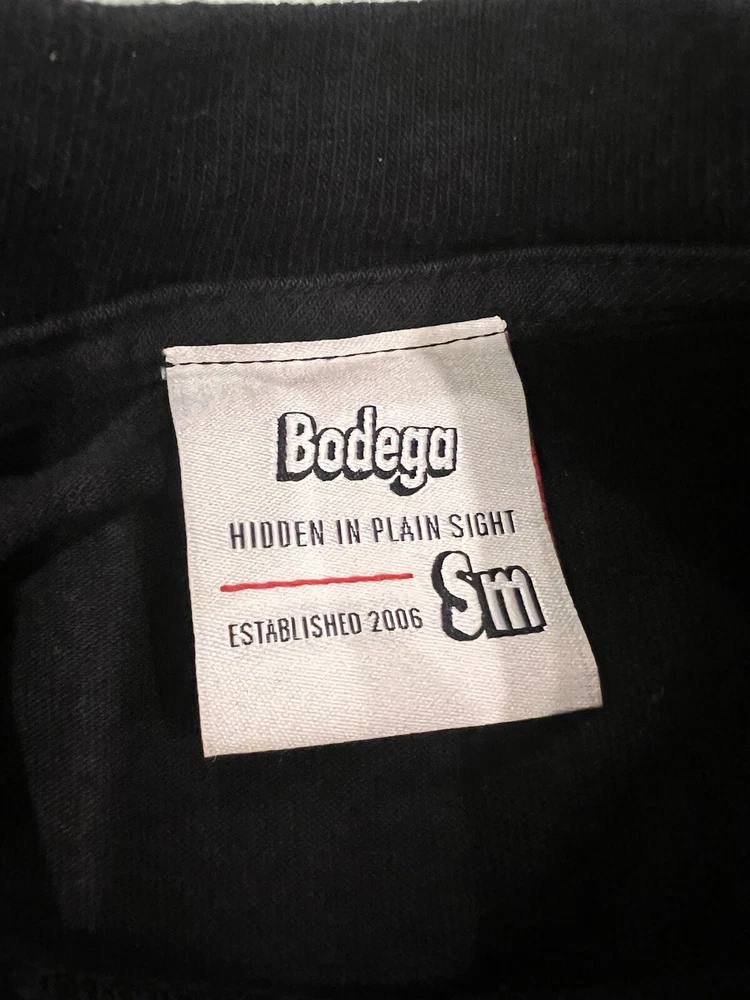 Bodega
HIDDEN IN PLAIN SIGHT
ESTABLISHED 2006
Sm